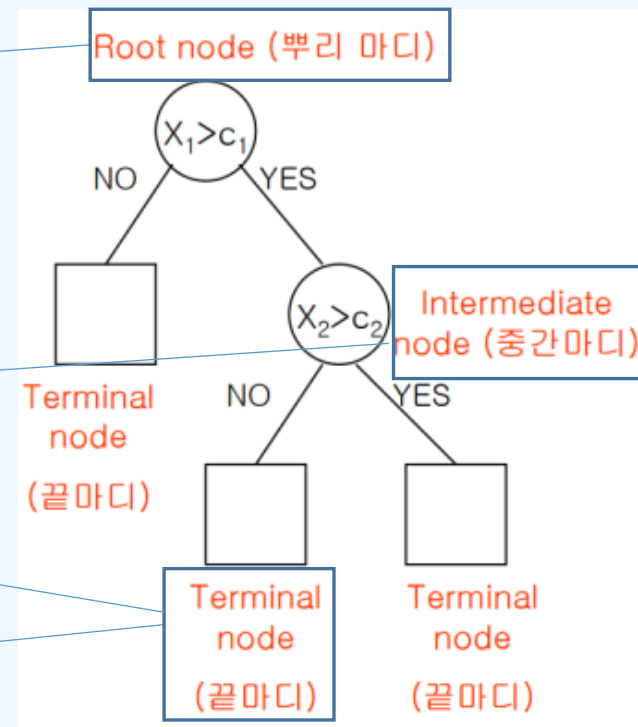 Root node (뿌리 마디)
X₁>c₁
NO
YES
X₂>c₂
Intermediate
node (중간마디)
Terminal
node
(끝마디)
NO
YES
Terminal
node
(끝마디)
Terminal
node
(끝마디)